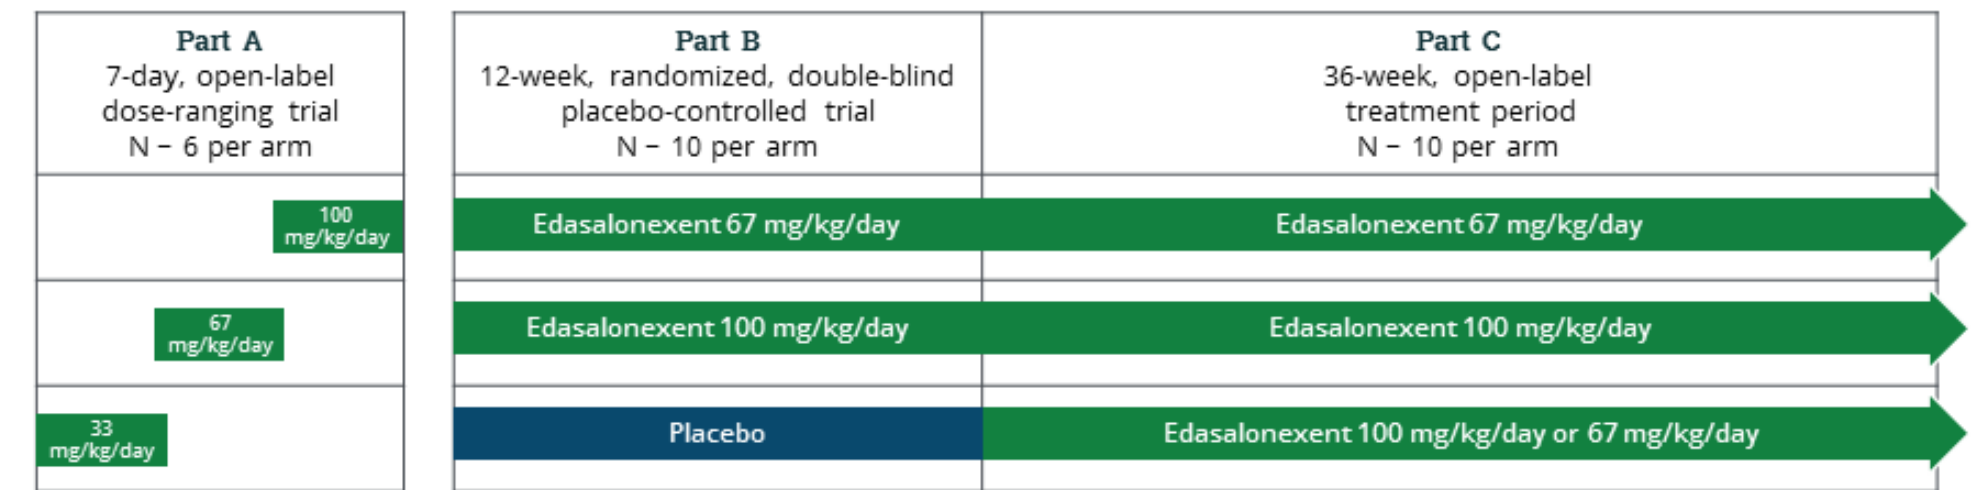 Part A
7-day, open-label
dose-ranging trial
N − 6 per arm
Part B
12-week, randomized, double-blind
placebo-controlled trial
N − 10 per arm
Part C
36-week, open-label
treatment period
N − 10 per arm
100
mg/kg/day
Edasalonexent 67 mg/kg/day
Edasalonexent 67 mg/kg/day
67
mg/kg/day
Edasalonexent 100 mg/kg/day
Edasalonexent 100 mg/kg/day
33
mg/kg/day
Placebo
Edasalonexent 100 mg/kg/day or 67 mg/kg/day